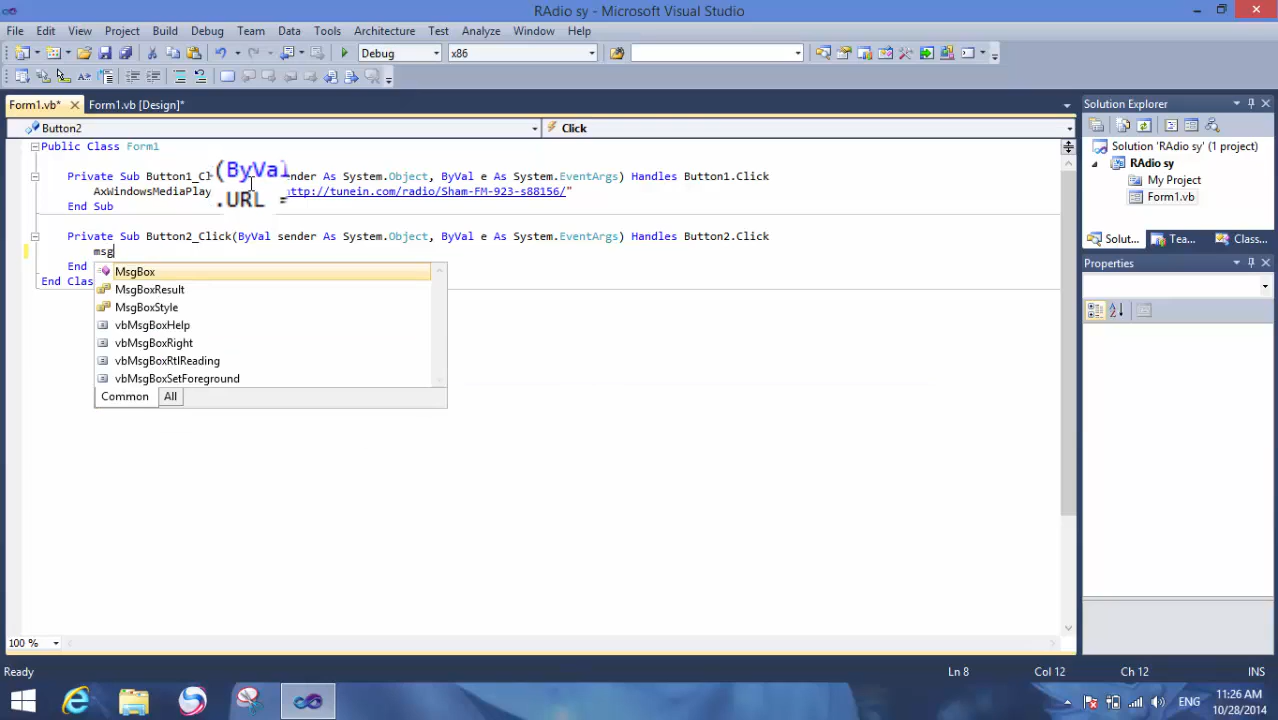 RAdio sy - Microsoft Visual Studio
File Edit View Project Build Debug Team Data Tools Architecture Test Analyze Window Help
Debug x86
Form1.vb* Form1.vb [Design]*
Button2 Click
Public Class Form1
Private Sub Button1_Cl (ByVal sender As System.Object, ByVal e As System.EventArgs) Handles Button1.Click
AxWindowsMediaPlay .URL = http://tunein.com/radio/Sham-FM-923-s88156/"
End Sub
Private Sub Button2_Click(ByVal sender As System.Object, ByVal e As System.EventArgs) Handles Button2.Click
msg
End
End Clas
MsgBox
MsgBoxResult
MsgBoxStyle
vbMsgBoxHelp
vbMsgBoxRight
vbMsgBoxRtlReading
vbMsgBoxSetForeground
Common All
100 %
Solution Explorer
Solution 'RAdio sy' (1 project)
RAdio sy
My Project
Form1.vb
Solut... Tea... Class...
Properties
Ready Ln 8 Col 12 Ch 12 INS
ENG 11:26 AM
10/28/2014